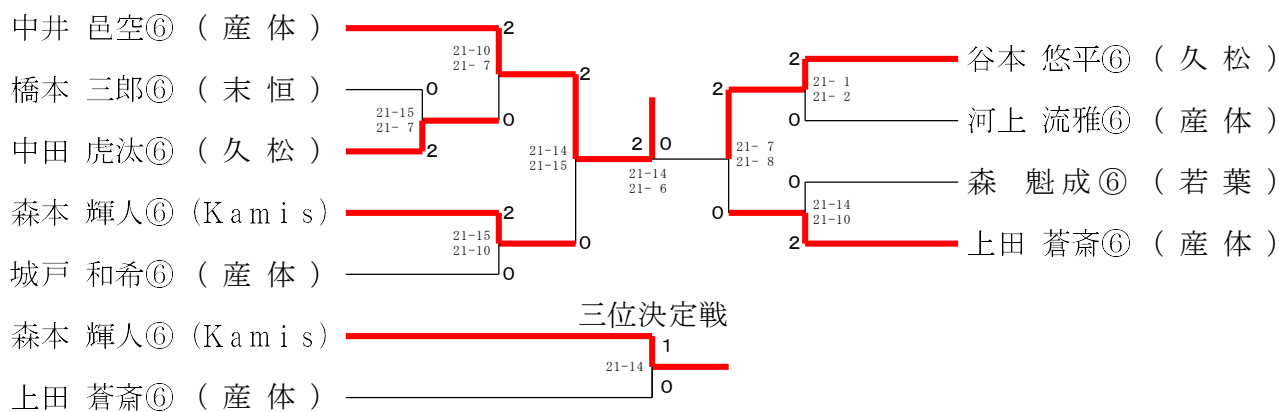 中井 邑空⑥ (産体)
2
21-10
21- 7
2
橋本 三郎⑥ (末恒)
0
21-15
21- 7
0
中田 虎汰⑥ (久松)
2
21-14
21-15
2 0
21-14
21- 6
森本 輝人⑥ (Kamis)
2
21-15
21-10
0
城戸 和希⑥ (産体)
0
谷本 悠平⑥ (久松)
2
21- 1
21- 2
2
河上 流雅⑥ (産体)
0
21- 7
21- 8
森 魁成⑥ (若葉)
0
21-14
21-10
0
上田 蒼斎⑥ (産体)
2
三位決定戦
森本 輝人⑥ (Kamis)
1
21-14
上田 蒼斎⑥ (産体)
0